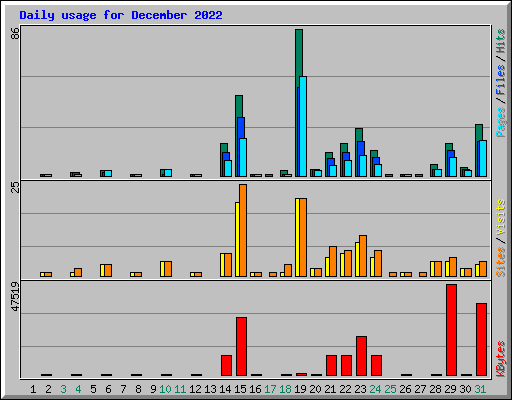 Daily usage for December 2022
86
Pages / Files / Hits
25
Sites / Visits
47519
KBytes
1 2 3 4 5 6 7 8 9 10 11 12 13 14 15 16 17 18 19 20 21 22 23 24 25 26 27 28 29 30 31